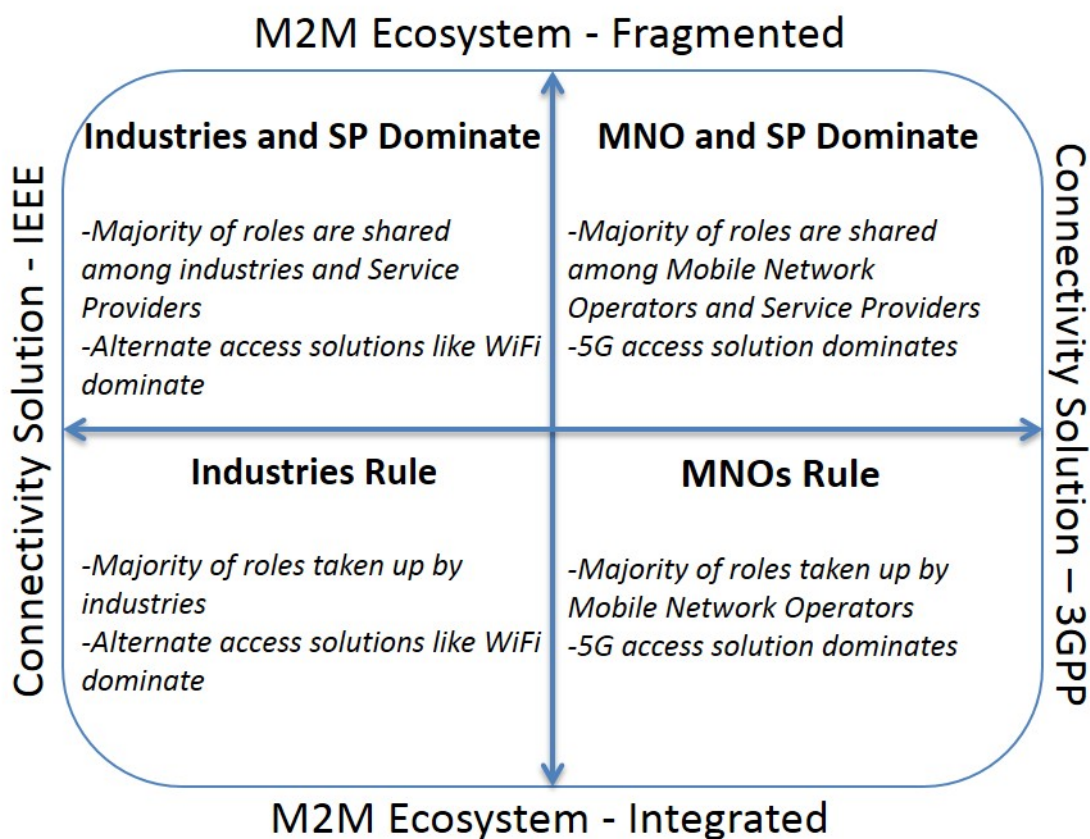 M2M Ecosystem - Fragmented
Connectivity Solution - IEEE
Industries and SP Dominate
-Majority of roles are shared
among industries and Service
Providers
-Alternate access solutions like WiFi
dominate
MNO and SP Dominate
-Majority of roles are shared
among Mobile Network
Operators and Service Providers
-5G access solution dominates
Connectivity Solution – 3GPP
Industries Rule
-Majority of roles taken up by
industries
-Alternate access solutions like WiFi
dominate
MNOs Rule
-Majority of roles taken up by
Mobile Network Operators
-5G access solution dominates
M2M Ecosystem - Integrated